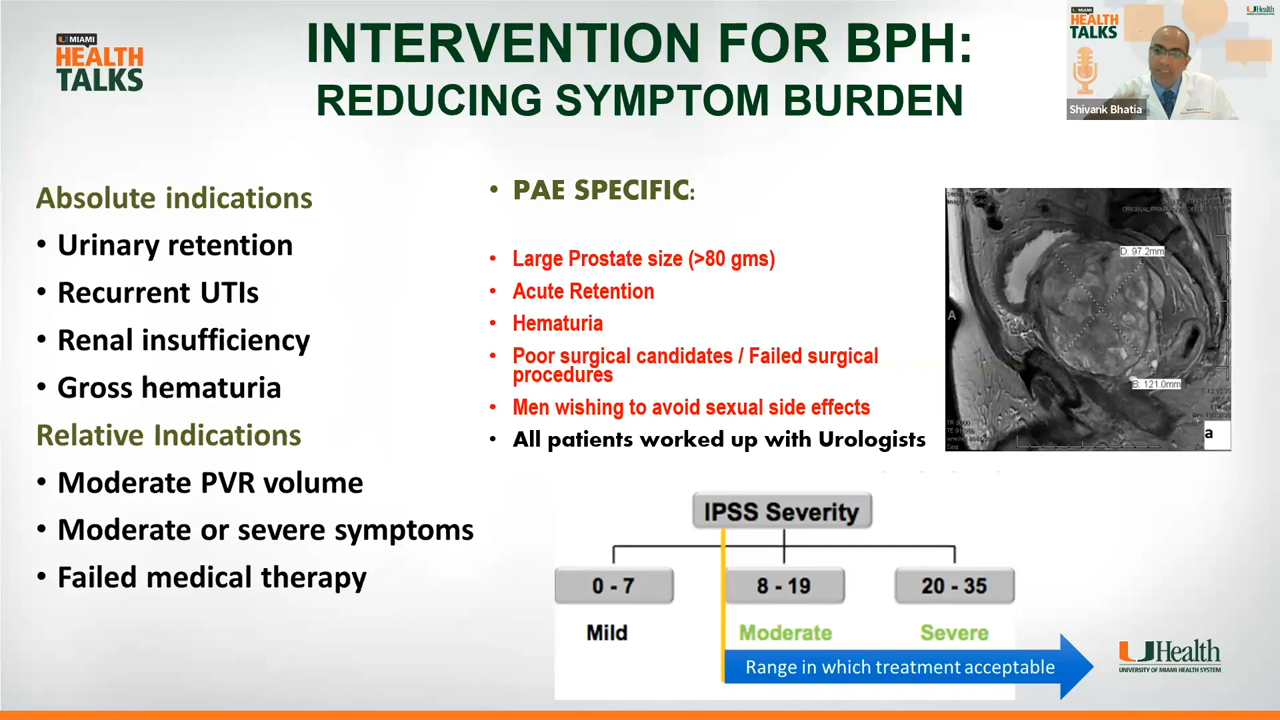 U MIAMI
HEALTH
TALKS
INTERVENTION FOR BPH:
REDUCING SYMPTOM BURDEN
HEALTH
TALKS
UHealth
Shivank Bhatia
Absolute indications
• Urinary retention
• Recurrent UTIs
• Renal insufficiency
• Gross hematuria
Relative Indications
• Moderate PVR volume
• Moderate or severe symptoms
• Failed medical therapy
• PAE SPECIFIC:
• Large Prostate size (>80 gms)
• Acute Retention
• Hematuria
• Poor surgical candidates / Failed surgical
procedures
• Men wishing to avoid sexual side effects
• All patients worked up with Urologists
D: 97.2mm
A
B: 121.0mm
a
IPSS Severity
0 - 7
8 - 19
20 - 35
Mild
Moderate
Severe
Range in which treatment acceptable
UHealth
UNIVERSITY OF MIAMI HEALTH SYSTEM